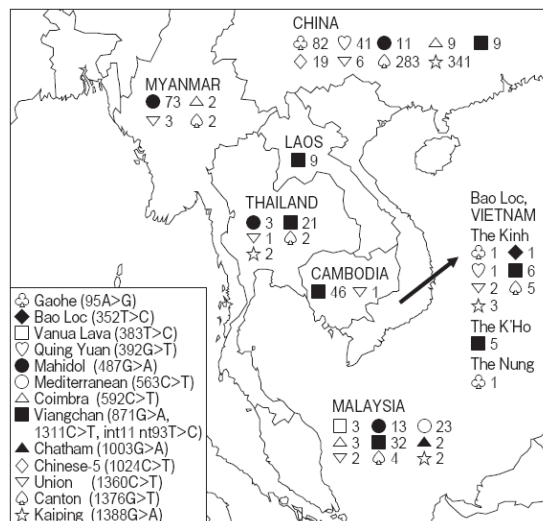 CHINA
♧ 82 ♡ 41 ● 11 △ 9 ■ 9
◇ 19 ▽ 6 ♤ 283 ☆ 341
MYANMAR
● 73 △ 2
▽ 3 ♤ 2
LAOS
■ 9
THAILAND
● 3 ■ 21
▽ 1 ♤ 2
☆ 2
CAMBODIA
■ 46 ▽ 1
Bao Loc,
VIETNAM
The Kinh
♧ 1 ◆ 1
♡ 1 ■ 6
▽ 2 ♤ 5
☆ 3
The K'Ho
■ 5
The Nung
♧ 1
MALAYSIA
□ 3 ● 13 ○ 23
△ 3 ■ 32 ▲ 2
▽ 2 ♤ 4 ☆ 2
♧ Gaohe (95A>G)
◆ Bao Loc (352T>C)
□ Vanua Lava (383T>C)
♡ Quing Yuan (392G>T)
● Mahidol (487G>A)
○ Mediterranean (563C>T)
△ Coimbra (592C>T)
■ Viangchan (871G>A,
1311C>T, int11 nt93T>C)
▲ Chatham (1003G>A)
◇ Chinese-5 (1024C>T)
▽ Union (1360C>T)
♤ Canton (1376G>T)
☆ Kaiping (1388G>A)